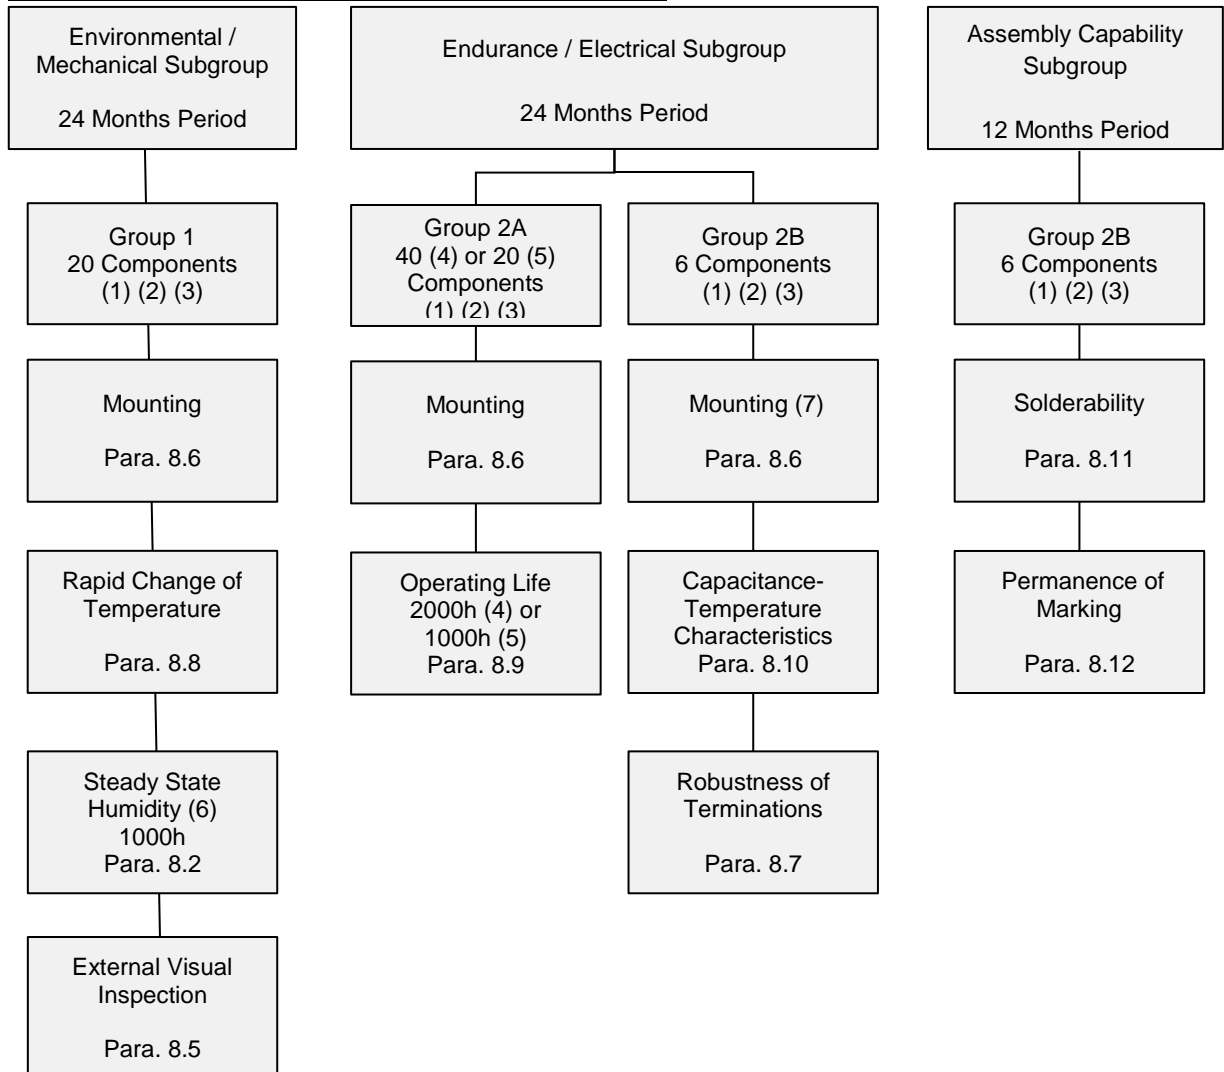 Environmental /
Mechanical Subgroup
24 Months Period
Endurance / Electrical Subgroup
24 Months Period
Assembly Capability
Subgroup
12 Months Period
Group 1
20 Components
(1) (2) (3)
Group 2A
40 (4) or 20 (5)
Components
(1) (2) (3)
Group 2B
6 Components
(1) (2) (3)
Group 2B
6 Components
(1) (2) (3)
Mounting
Para. 8.6
Mounting
Para. 8.6
Mounting (7)
Para. 8.6
Solderability
Para. 8.11
Rapid Change of
Temperature
Para. 8.8
Operating Life
2000h (4) or
1000h (5)
Para. 8.9
Capacitance-
Temperature
Characteristics
Para. 8.10
Permanence of
Marking
Para. 8.12
Steady State
Humidity (6)
1000h
Para. 8.2
Robustness of
Terminations
Para. 8.7
External Visual
Inspection
Para. 8.5